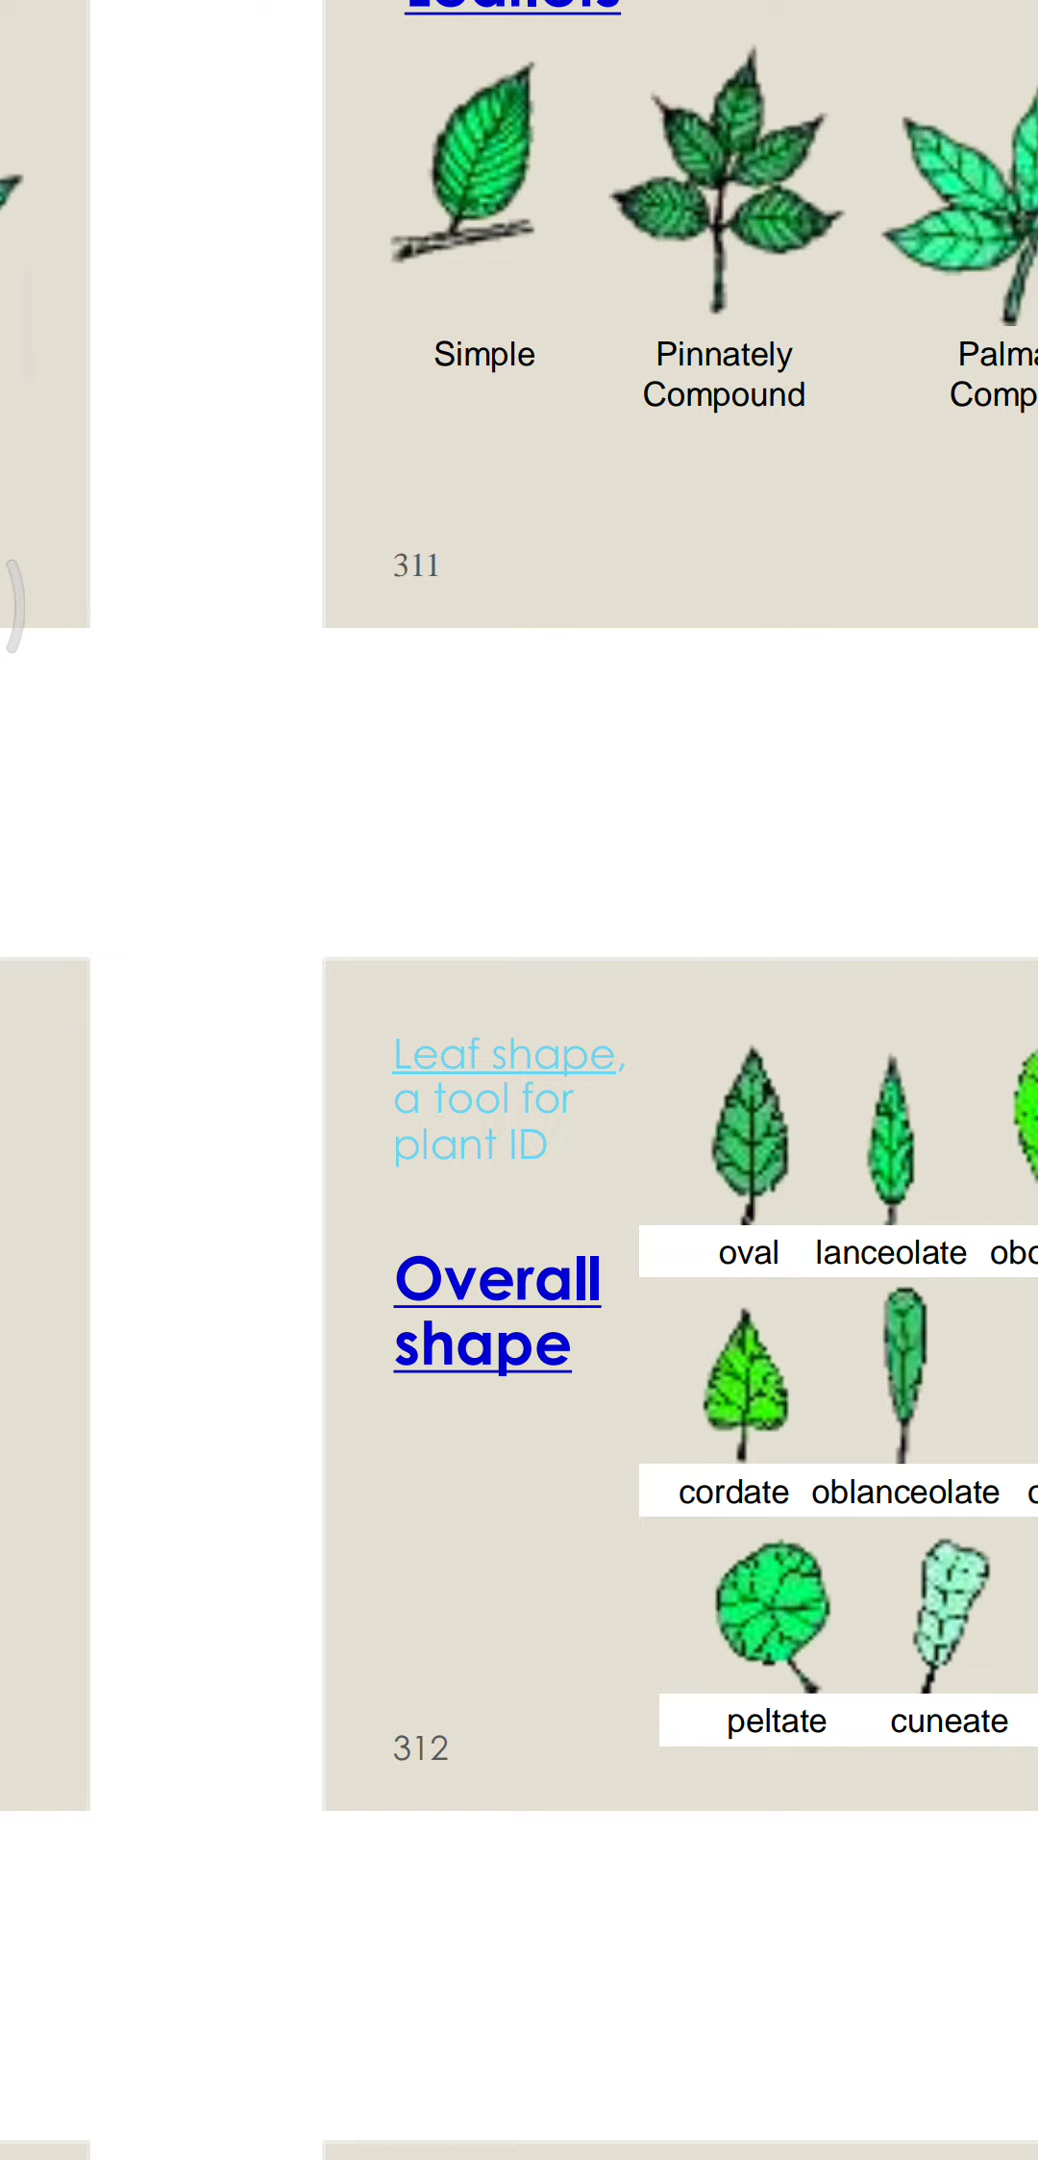 Simple
Pinnately
Compound
311
Leaf shape,
a tool for
plant ID
Overall
shape
oval lanceolate
cordate oblanceolate
peltate cuneate
312